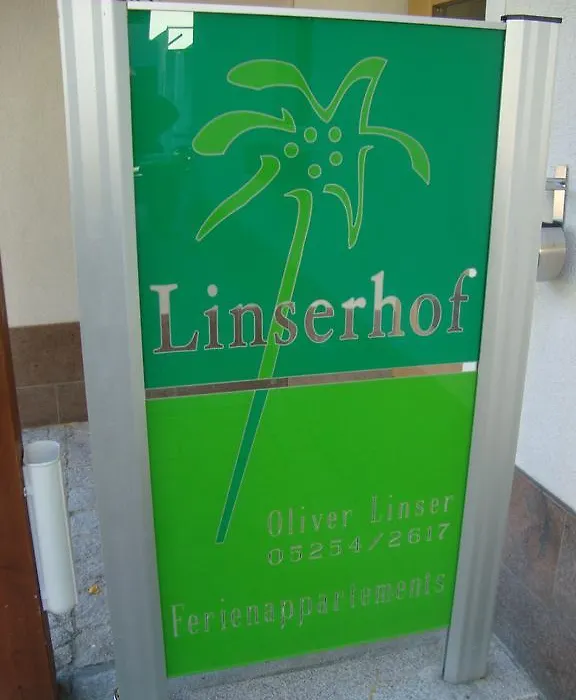 Linserhof
Oliver Linser
05254/2617
Ferienappartements